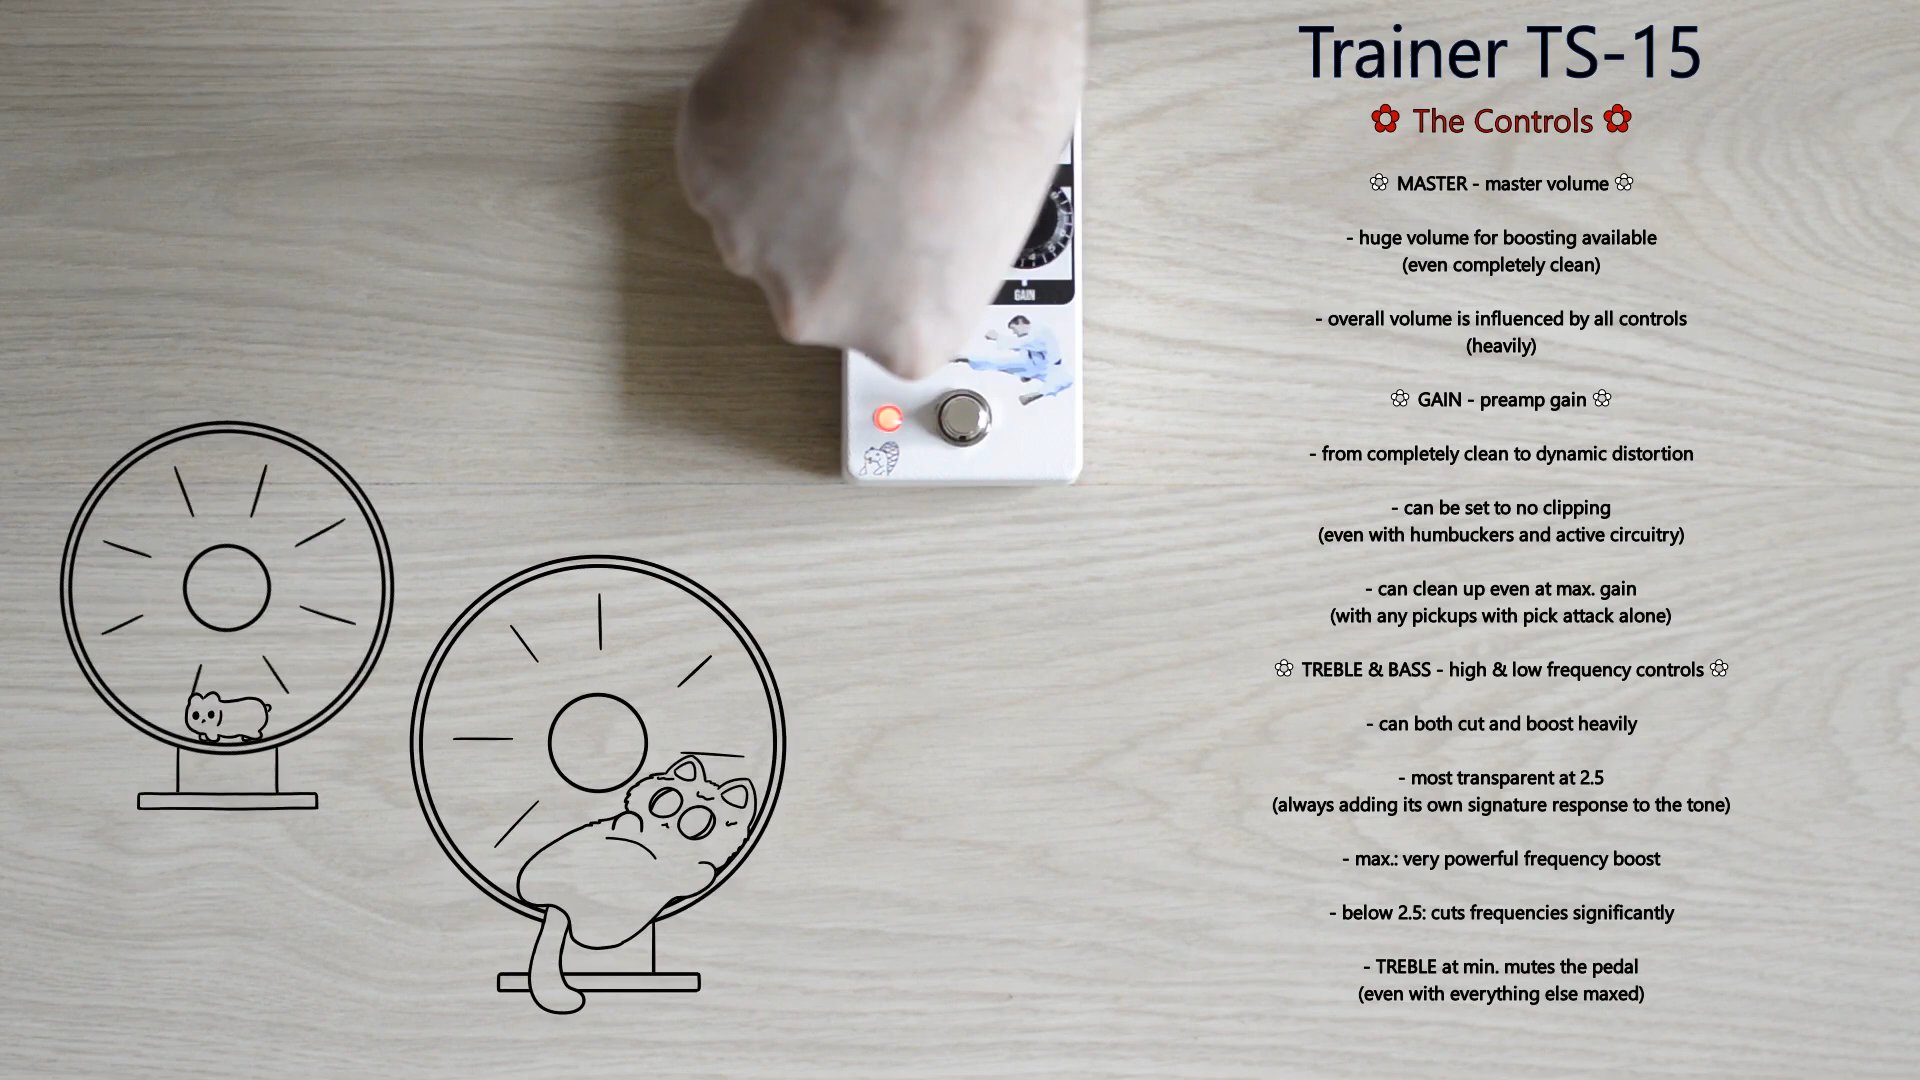 Trainer TS-15
✿ The Controls ✿
❀ MASTER - master volume ❀
- huge volume for boosting available
(even completely clean)
- overall volume is influenced by all controls
(heavily)
❀ GAIN - preamp gain ❀
- from completely clean to dynamic distortion
- can be set to no clipping
(even with humbuckers and active circuitry)
- can clean up even at max. gain
(with any pickups with pick attack alone)
❀ TREBLE & BASS - high & low frequency controls ❀
- can both cut and boost heavily
- most transparent at 2.5
(always adding its own signature response to the tone)
- max.: very powerful frequency boost
- below 2.5: cuts frequencies significantly
- TREBLE at min. mutes the pedal
(even with everything else maxed)
GAIN